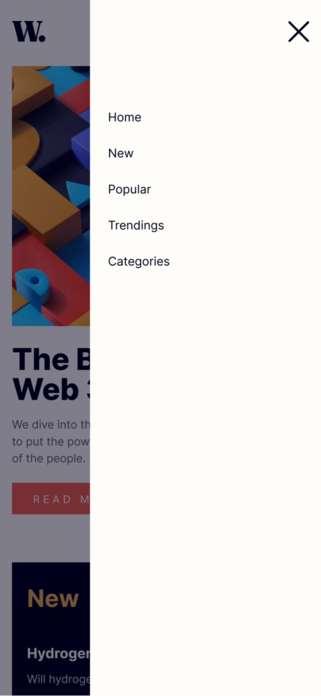 W.
Home
New
Popular
Trendings
Categories
The B
Web 3
We dive into th
to put the pow
of the people.
READ M
New
Hydroger
Will hydroge